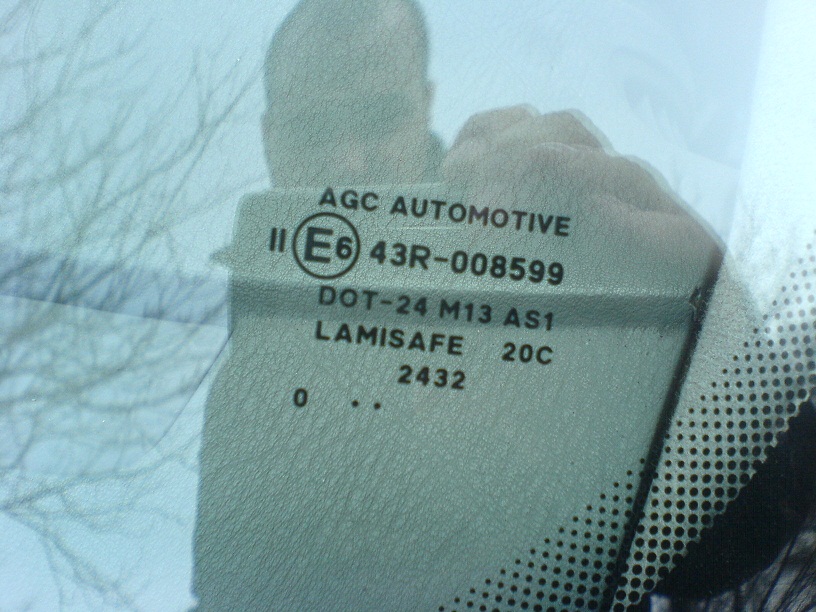 AGC AUTOMOTIVE
II E6 43R-008599
DOT-24 M13 AS1
LAMISAFE 20C
2432
0 ..